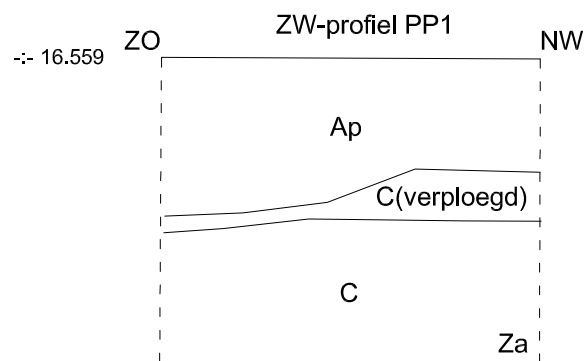 ZW-profiel PP1
ZO NW
-:- 16.559
Ap
C(verploegd)
C
Za